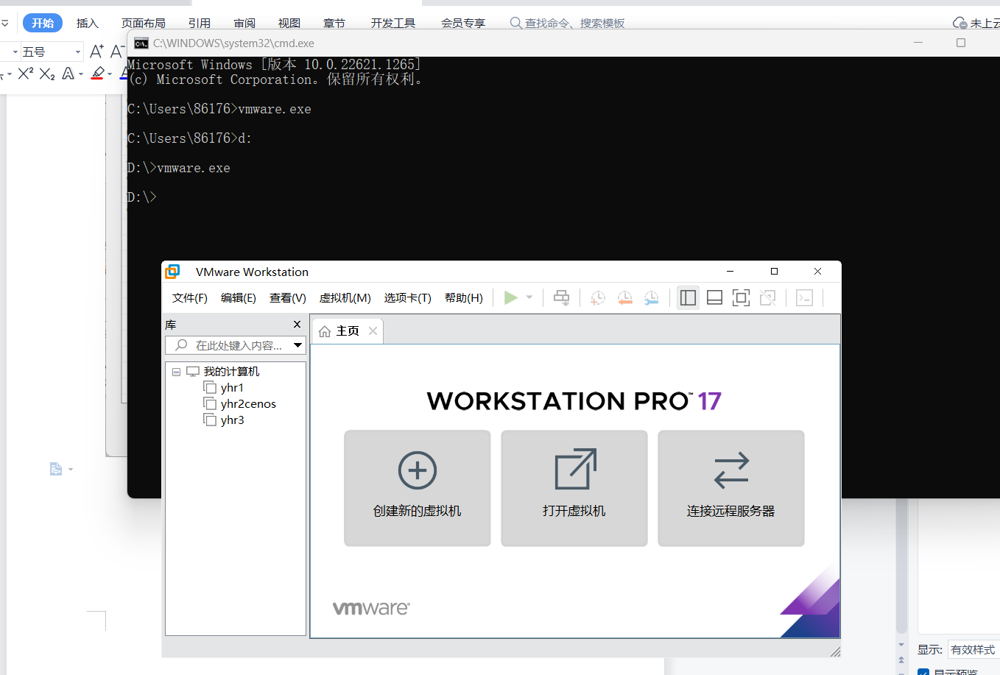 开始 插入 页面布局 引用 审阅 视图 章节 开发工具 会员专享 查找命令、搜索模板 未上云
五号 A+ A-
X² X₂ A A
C:\WINDOWS\system32\cmd.exe
Microsoft Windows [版本 10.0.22621.1265]
(c) Microsoft Corporation。保留所有权利。
C:\Users\86176>vmware.exe
C:\Users\86176>d:
D:\>vmware.exe
D:\>
VMware Workstation
文件(F) 编辑(E) 查看(V) 虚拟机(M) 选项卡(T) 帮助(H)
库
在此处键入内容...
我的计算机
yhr1
yhr2cenos
yhr3
主页
WORKSTATION PRO™ 17
创建新的虚拟机 打开虚拟机 连接远程服务器
vmware®
显示: 有效样式
显示预览